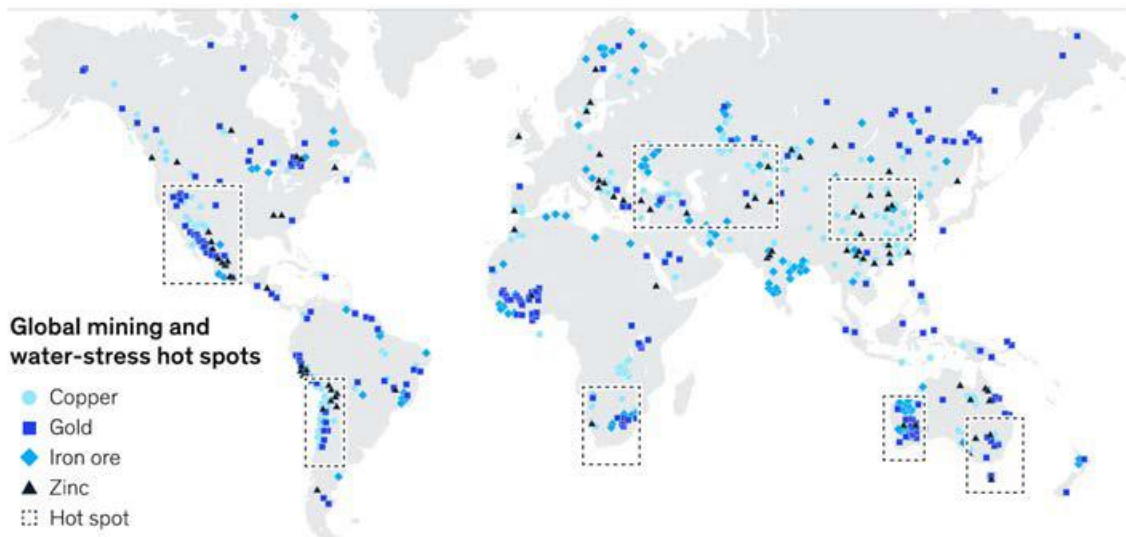 Global mining and
water-stress hot spots
Copper
Gold
Iron ore
Zinc
Hot spot